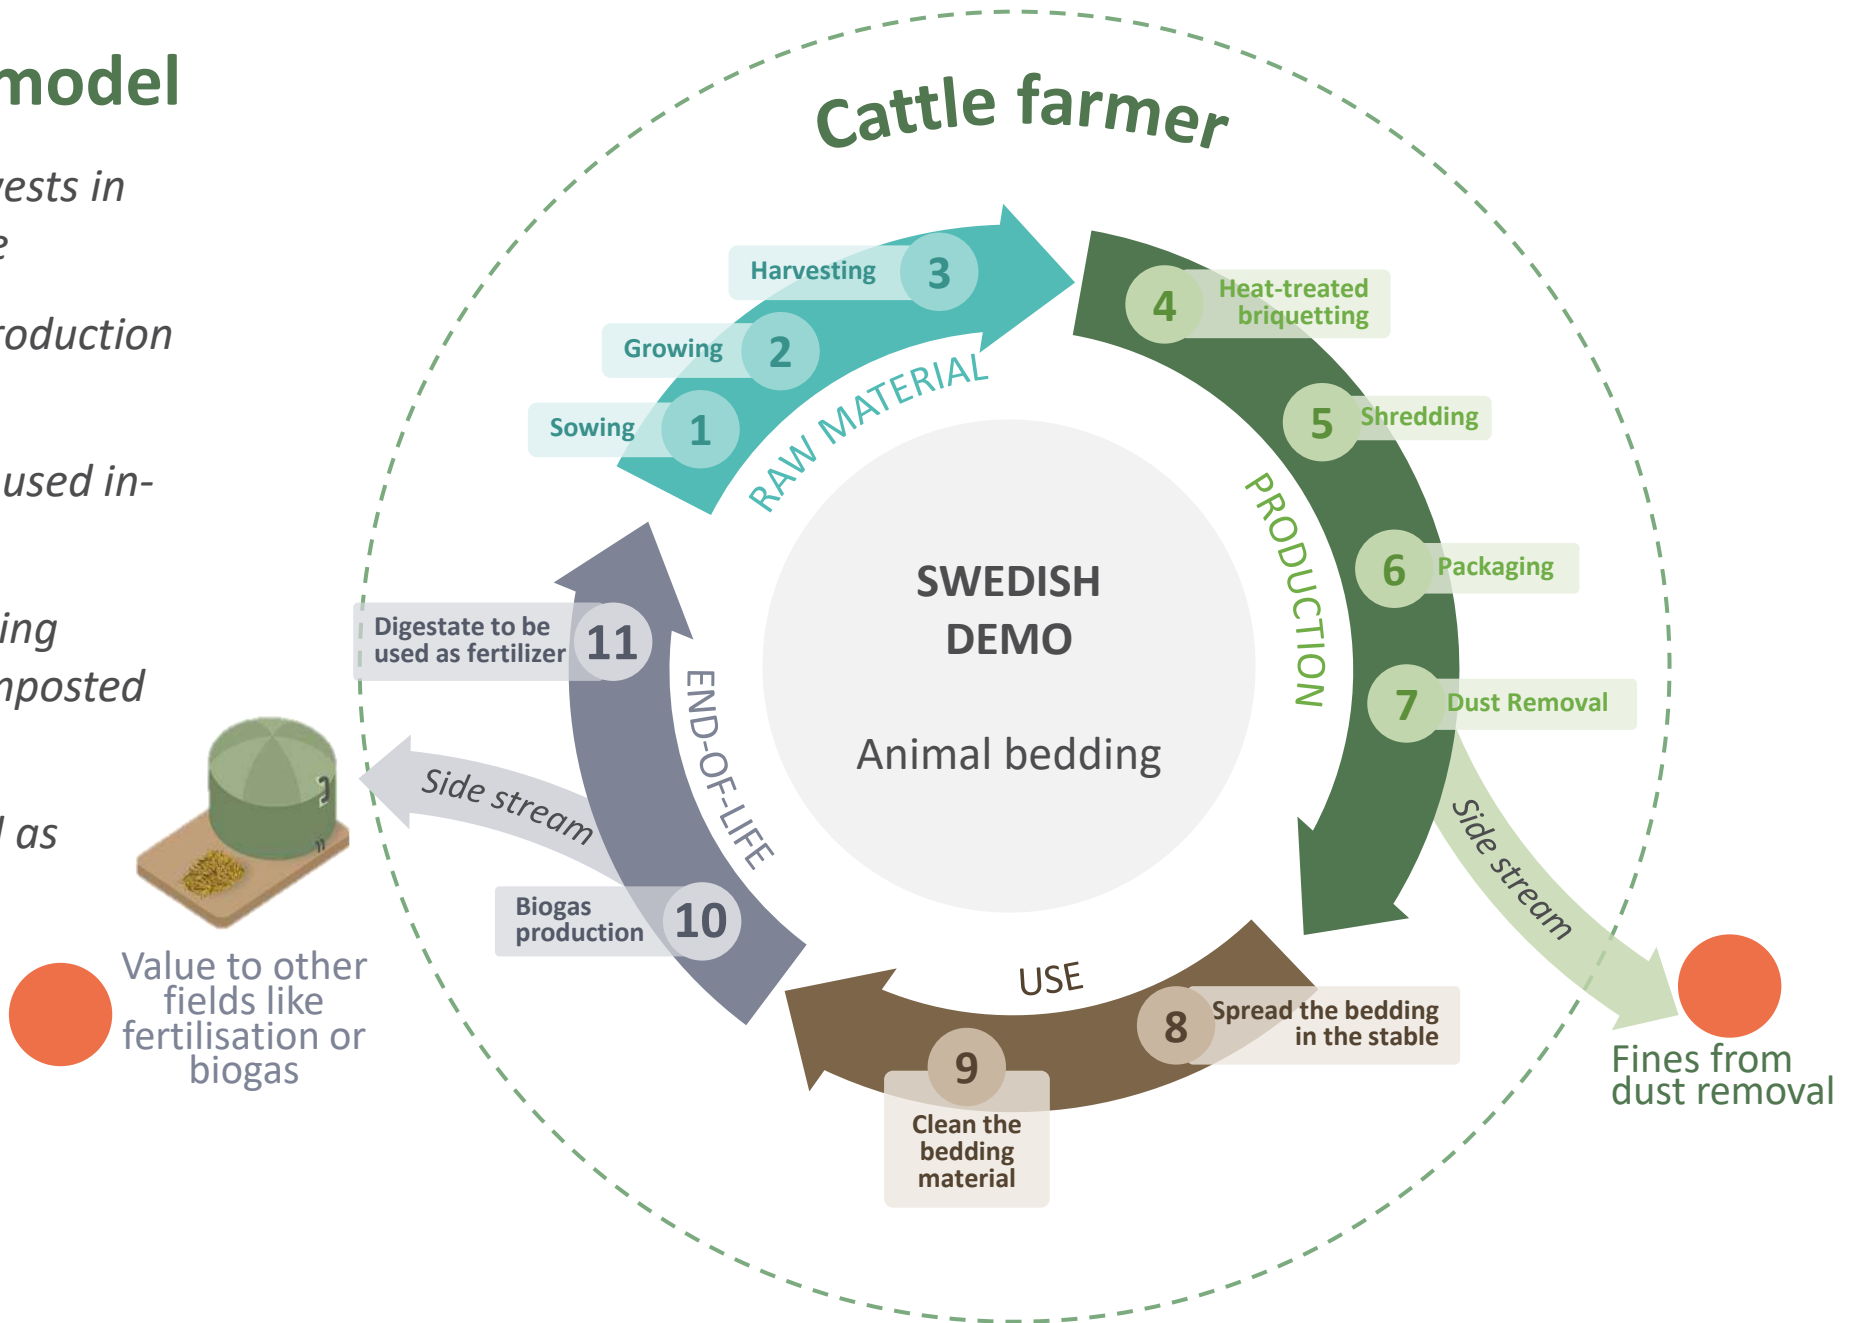 model
ests in
e
roduction
used in-
ing
mposted
l as
Cattle farmer
Harvesting
3
Growing
2
Sowing
1
RAW MATERIAL
4
Heat-treated
briquetting
5
Shredding
6
Packaging
7
Dust Removal
PRODUCTION
SWEDISH
DEMO
Animal bedding
Side stream
Fines from
dust removal
USE
8
Spread the bedding
in the stable
9
Clean the
bedding
material
END-OF-LIFE
10
Biogas
production
11
Digestate to be
used as fertilizer
Side stream
Value to other
fields like
fertilisation or
biogas